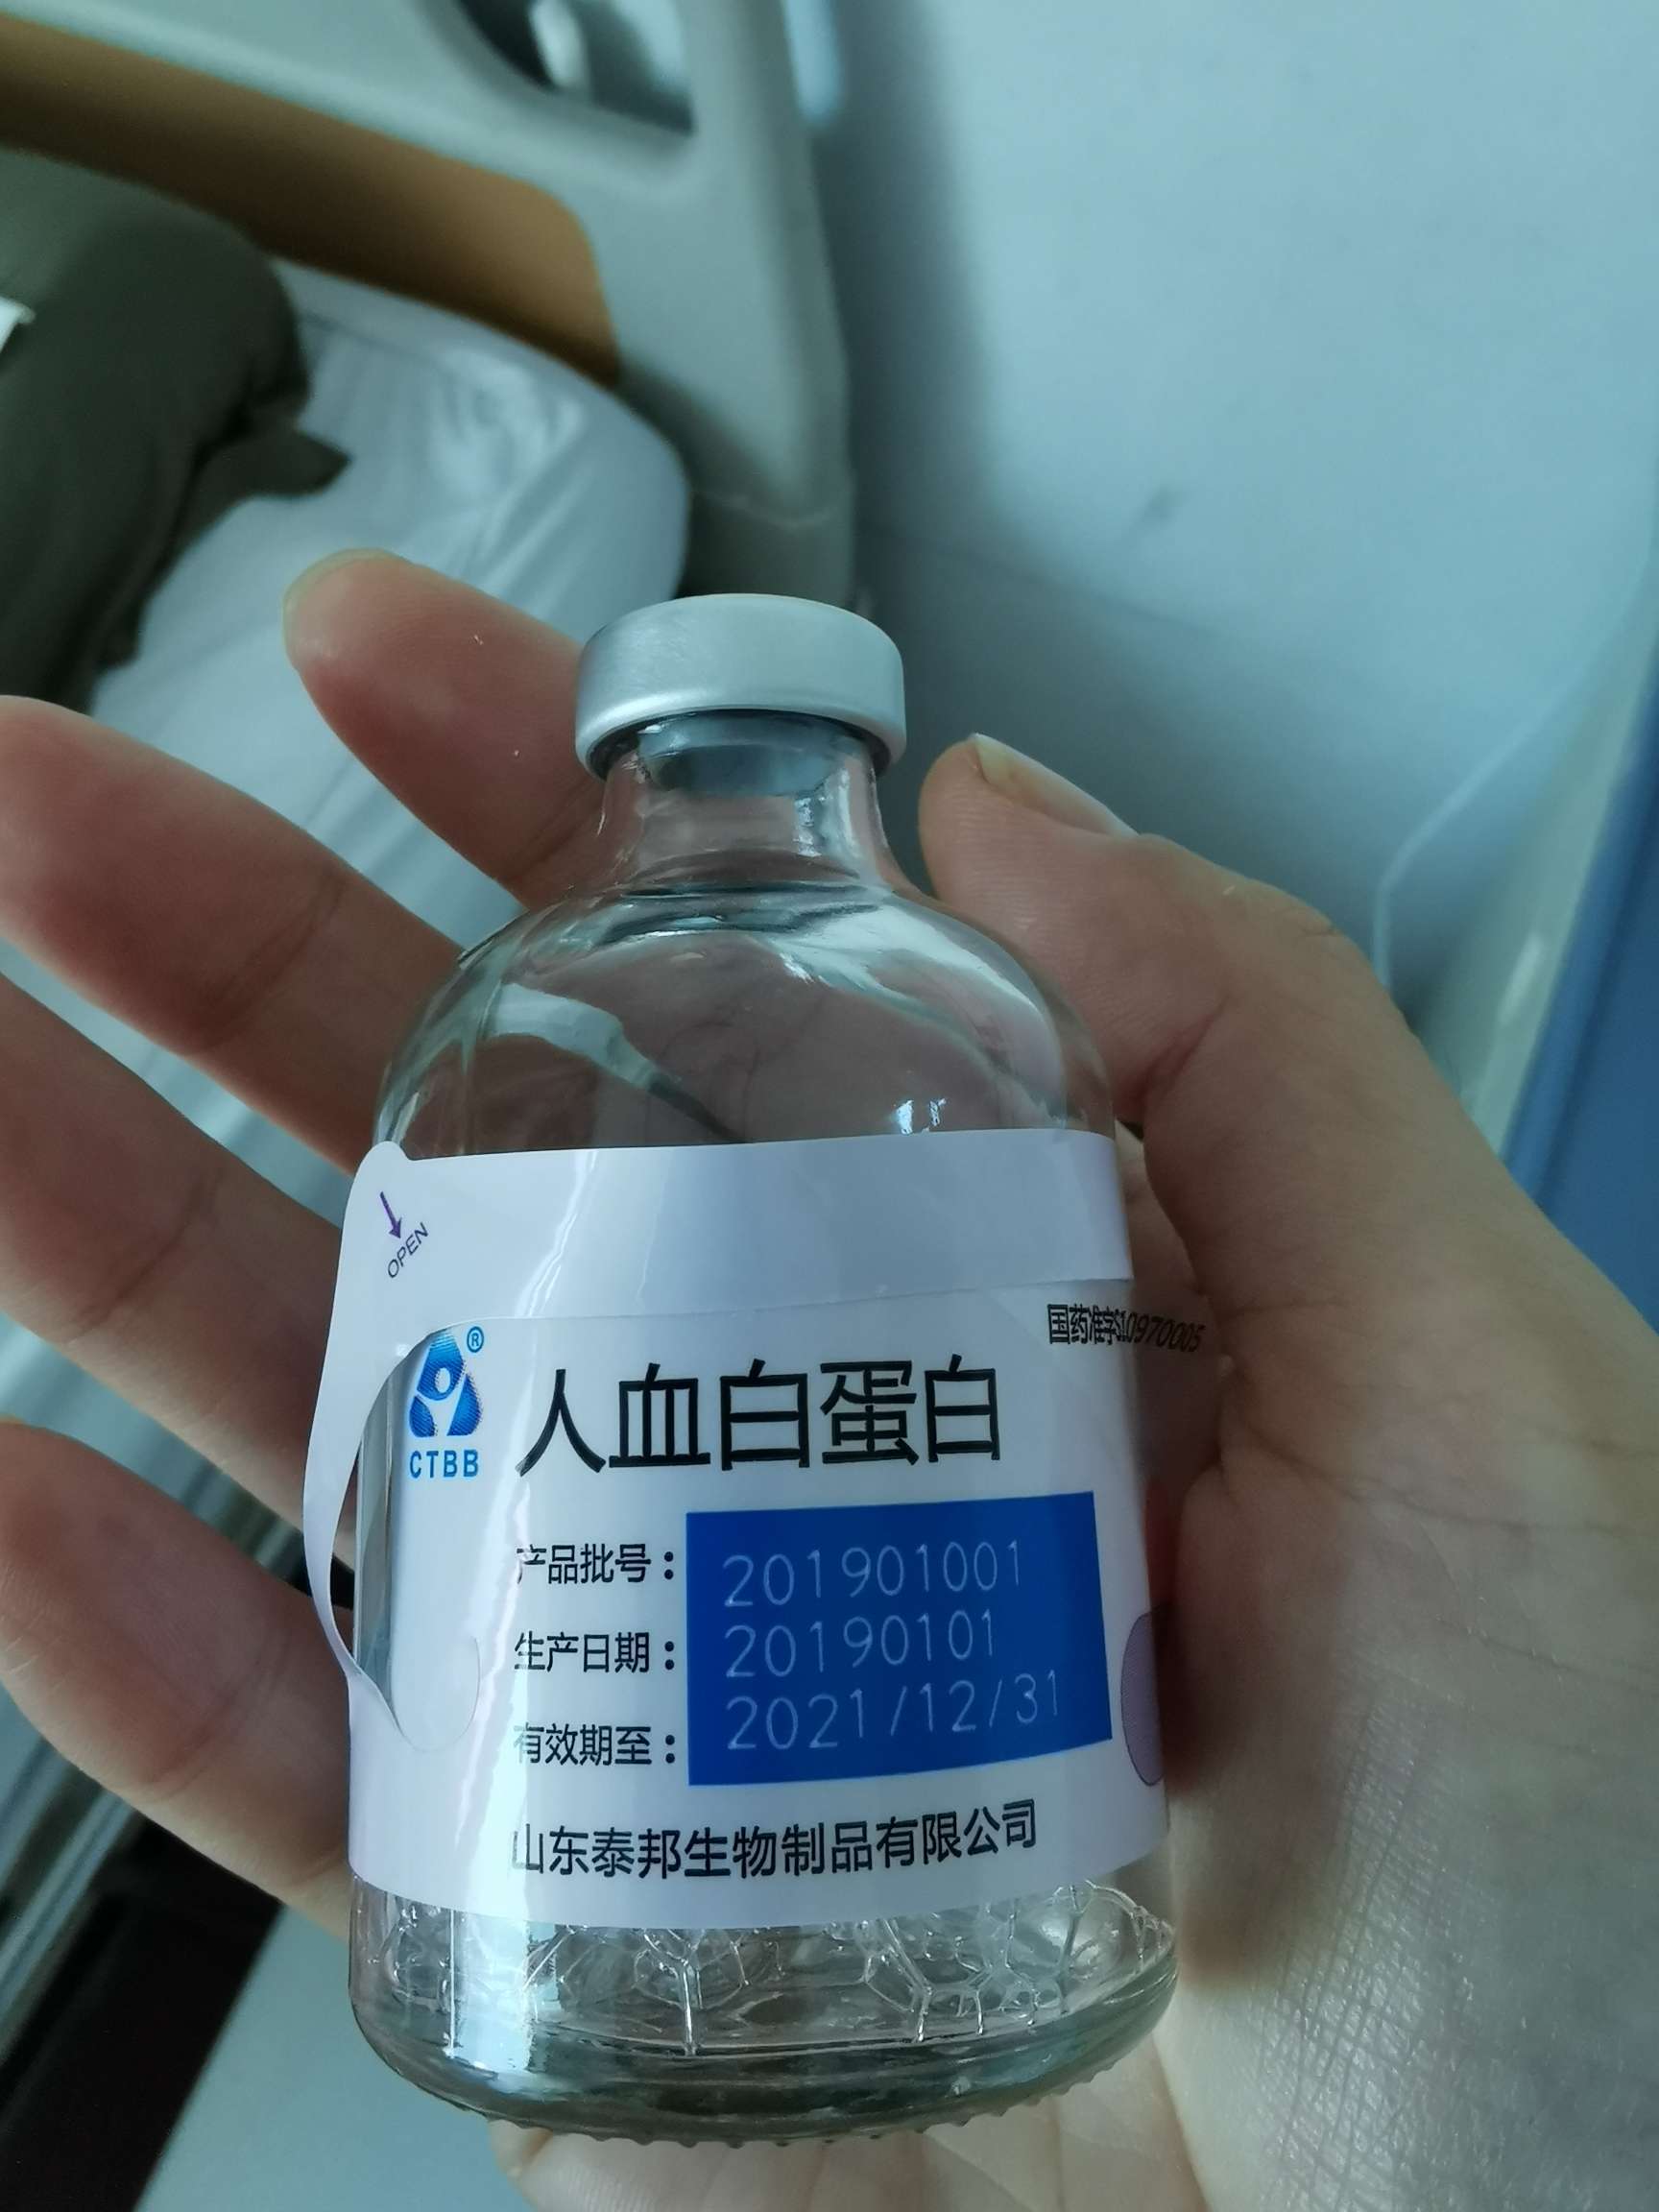 OPEN
国药准字S10970005
®
CTBB
人血白蛋白
产品批号：201901001
生产日期：20190101
有效期至：2021/12/31
山东泰邦生物制品有限公司